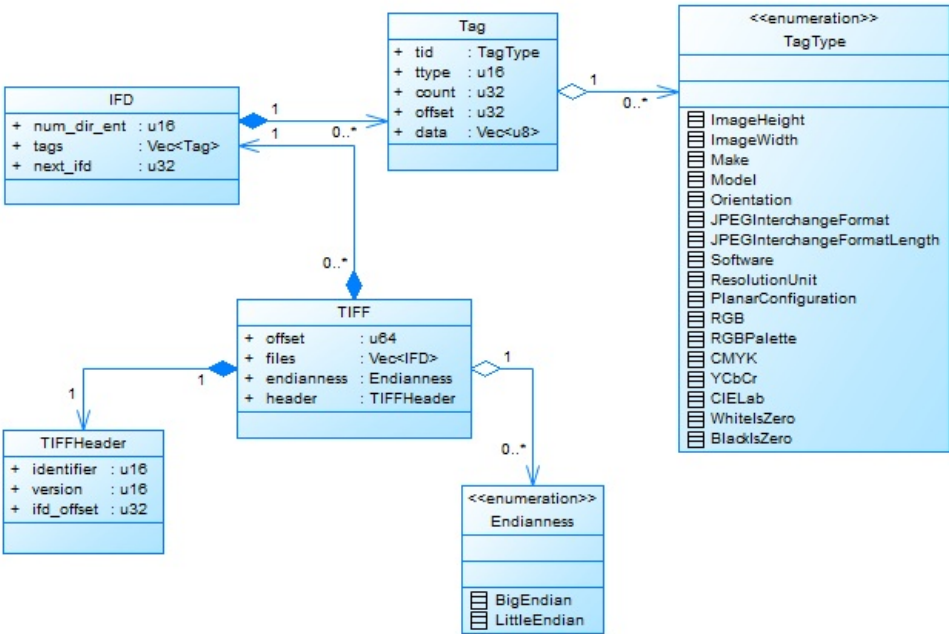 Tag
+ tid : TagType
+ ttype : u16
+ count : u32
+ offset : u32
+ data : Vec<u8>
1
0..*
<<enumeration>>
TagType
ImageHeight
ImageWidth
Make
Model
Orientation
JPEGInterchangeFormat
JPEGInterchangeFormatLength
Software
ResolutionUnit
PlanarConfiguration
RGB
RGBPalette
CMYK
YCbCr
CIELab
WhiteIsZero
BlackIsZero
IFD
+ num_dir_ent : u16
+ tags : Vec<Tag>
+ next_ifd : u32
1
0..*
1
0..*
TIFF
+ offset : u64
+ files : Vec<IFD>
+ endianness : Endianness
+ header : TIFFHeader
1
1
1
0..*
TIFFHeader
+ identifier : u16
+ version : u16
+ ifd_offset : u32
<<enumeration>>
Endianness
BigEndian
LittleEndian